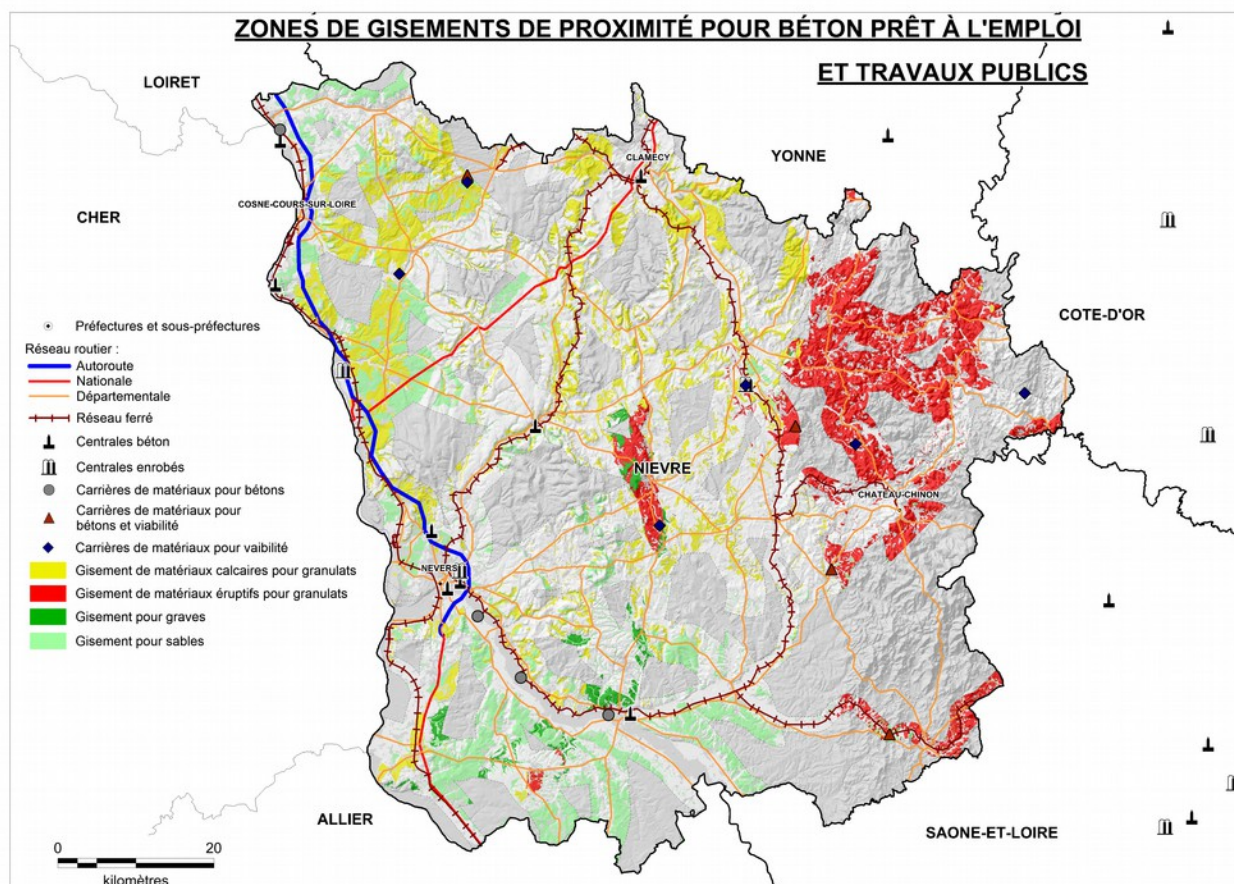 ZONES DE GISEMENTS DE PROXIMITÉ POUR BÉTON PRÊT À L'EMPLOI
ET TRAVAUX PUBLICS
LOIRET
YONNE
CLAMECY
CHER
COSNE-COURS-SUR-LOIRE
COTE-D'OR
Préfectures et sous-préfectures
Réseau routier :
Autoroute
Nationale
Départementale
Réseau ferré
Centrales béton
Centrales enrobés
Carrières de matériaux pour bétons
Carrières de matériaux pour
bétons et viabilité
Carrières de matériaux pour vaibilité
Gisement de matériaux calcaires pour granulats
Gisement de matériaux éruptifs pour granulats
Gisement pour graves
Gisement pour sables
NIEVRE
CHATEAU-CHINON
NEVERS
ALLIER
SAONE-ET-LOIRE
0 20
kilomètres